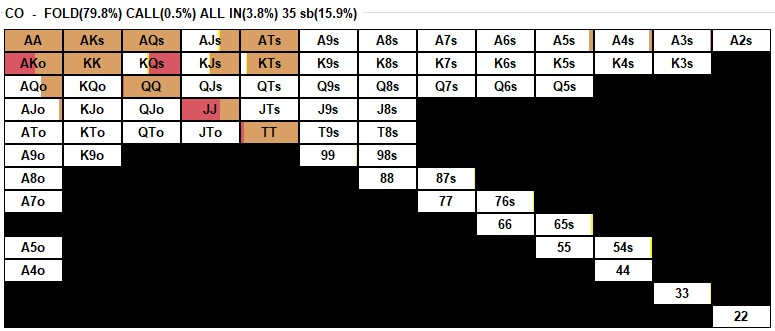 CO - FOLD(79.8%) CALL(0.5%) ALL IN(3.8%) 35 sb(15.9%)
AA AKs AQs AJs ATs A9s A8s A7s A6s A5s A4s A3s A2s
AKo KK KQs KJs KTs K9s K8s K7s K6s K5s K4s K3s
AQo KQo QQ QJs QTs Q9s Q8s Q7s Q6s Q5s
AJo KJo QJo JJ JTs J9s J8s
ATo KTo QTo JTo TT T9s T8s
A9o K9o 99 98s
A8o 88 87s
A7o 77 76s
66 65s
A5o 55 54s
A4o 44
33
22